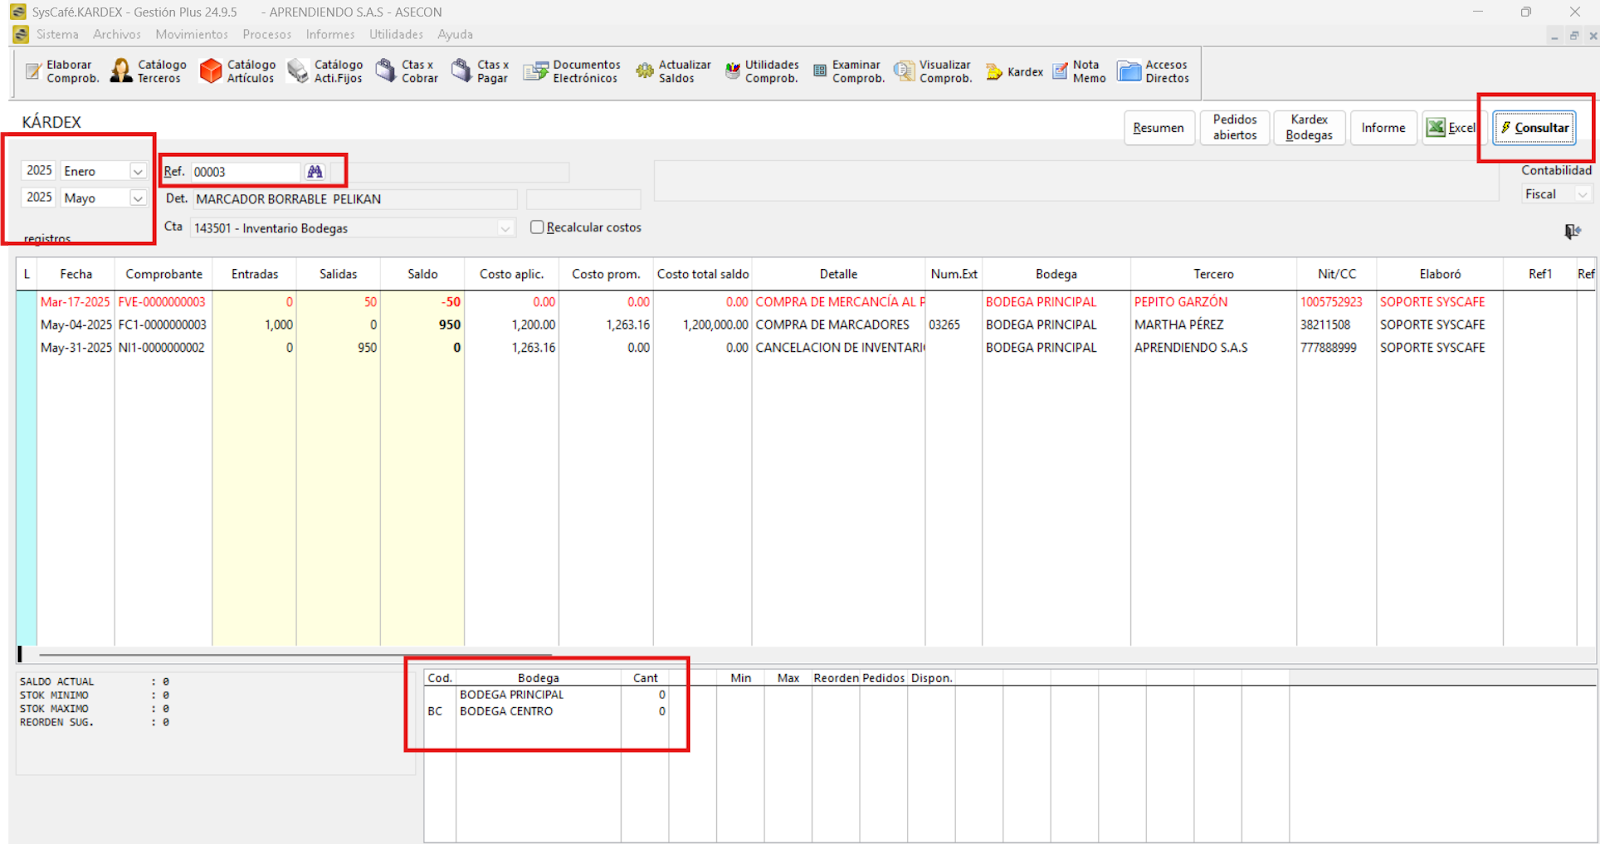 SysCafé.KARDEX - Gestión Plus 24.9.5 - APRENDIENDO S.A.S - ASECON
Sistema Archivos Movimientos Procesos Informes Utilidades Ayuda
Elaborar Comprob.
Catálogo Terceros
Catálogo Artículos
Catálogo Acti.Fijos
Ctas x Cobrar
Ctas x Pagar
Documentos Electrónicos
Actualizar Saldos
Utilidades Comprob.
Examinar Comprob.
Visualizar Comprob.
Kardex
Nota Memo
Accesos Directos
KÁRDEX
Resumen
Pedidos abiertos
Kardex Bodegas
Informe
Excel
Consultar
2025 Enero
2025 Mayo
registros
Ref. 00003
Det. MARCADOR BORRABLE PELIKAN
Cta 143501 - Inventario Bodegas
Recalcular costos
Contabilidad
Fiscal
L Fecha Comprobante Entradas Salidas Saldo Costo aplic. Costo prom. Costo total saldo Detalle Num.Ext Bodega Tercero Nit/CC Elaboró Ref1 Ref
Mar-17-2025 FVE-0000000003 0 50 -50 0.00 0.00 0.00 COMPRA DE MERCANCÍA AL P BODEGA PRINCIPAL PEPITO GARZÓN 1005752923 SOPORTE SYSCAFE
May-04-2025 FC1-0000000003 1,000 0 950 1,200.00 1,263.16 1,200,000.00 COMPRA DE MARCADORES 03265 BODEGA PRINCIPAL MARTHA PÉREZ 38211508 SOPORTE SYSCAFE
May-31-2025 NI1-0000000002 0 950 0 1,263.16 0.00 0.00 CANCELACION DE INVENTARI BODEGA PRINCIPAL APRENDIENDO S.A.S 777888999 SOPORTE SYSCAFE
SALDO ACTUAL : 0
STOK MINIMO : 0
STOK MAXIMO : 0
REORDEN SUG. : 0
Cod. Bodega Cant Min Max Reorden Pedidos Dispon.
BODEGA PRINCIPAL 0
BC BODEGA CENTRO 0